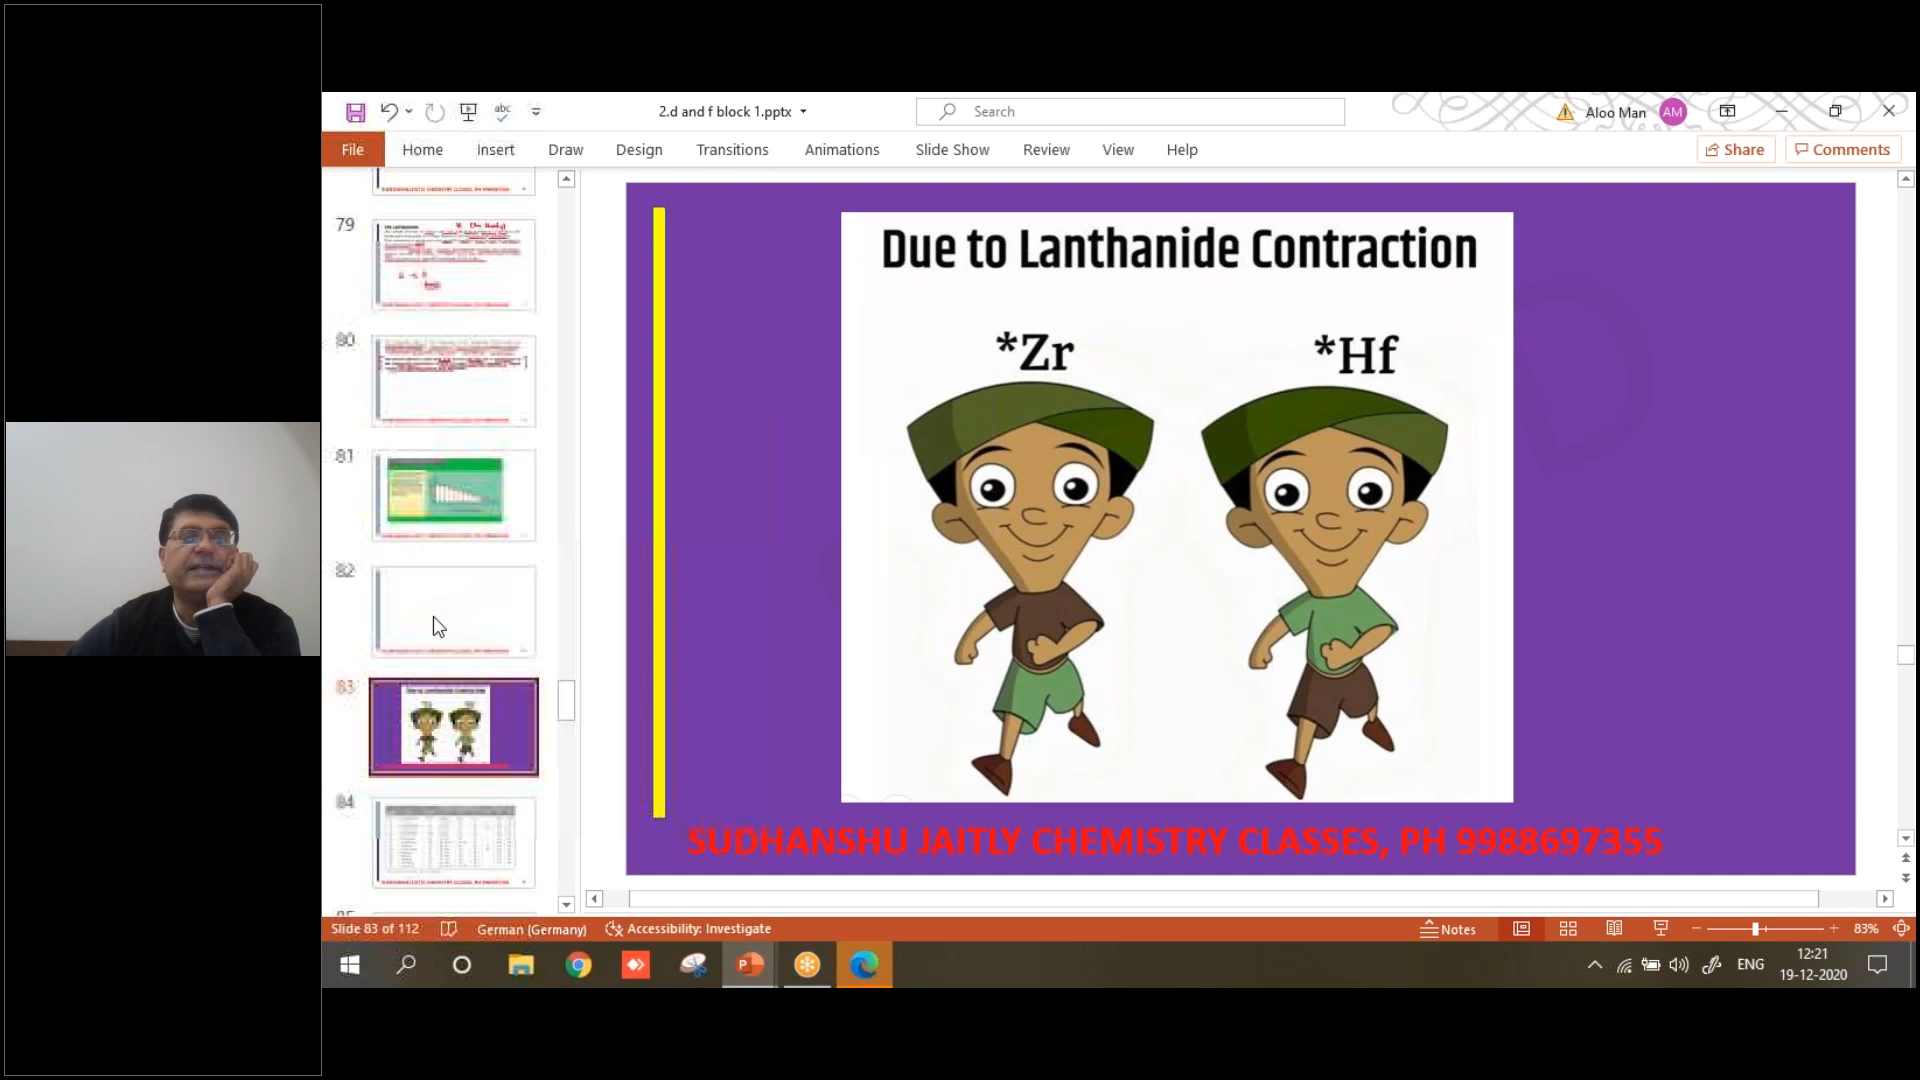 abc
2.d and f block 1.pptx
Search
Aloo Man
AM
File
Home
Insert
Draw
Design
Transitions
Animations
Slide Show
Review
View
Help
Share
Comments
79
80
81
82
83
84
Due to Lanthanide Contraction
*Zr
*Hf
SUDHANSHU JAITLY CHEMISTRY CLASSES, PH 9988697355
Slide 83 of 112
German (Germany)
Accessibility: Investigate
Notes
83%
ENG
12:21
19-12-2020